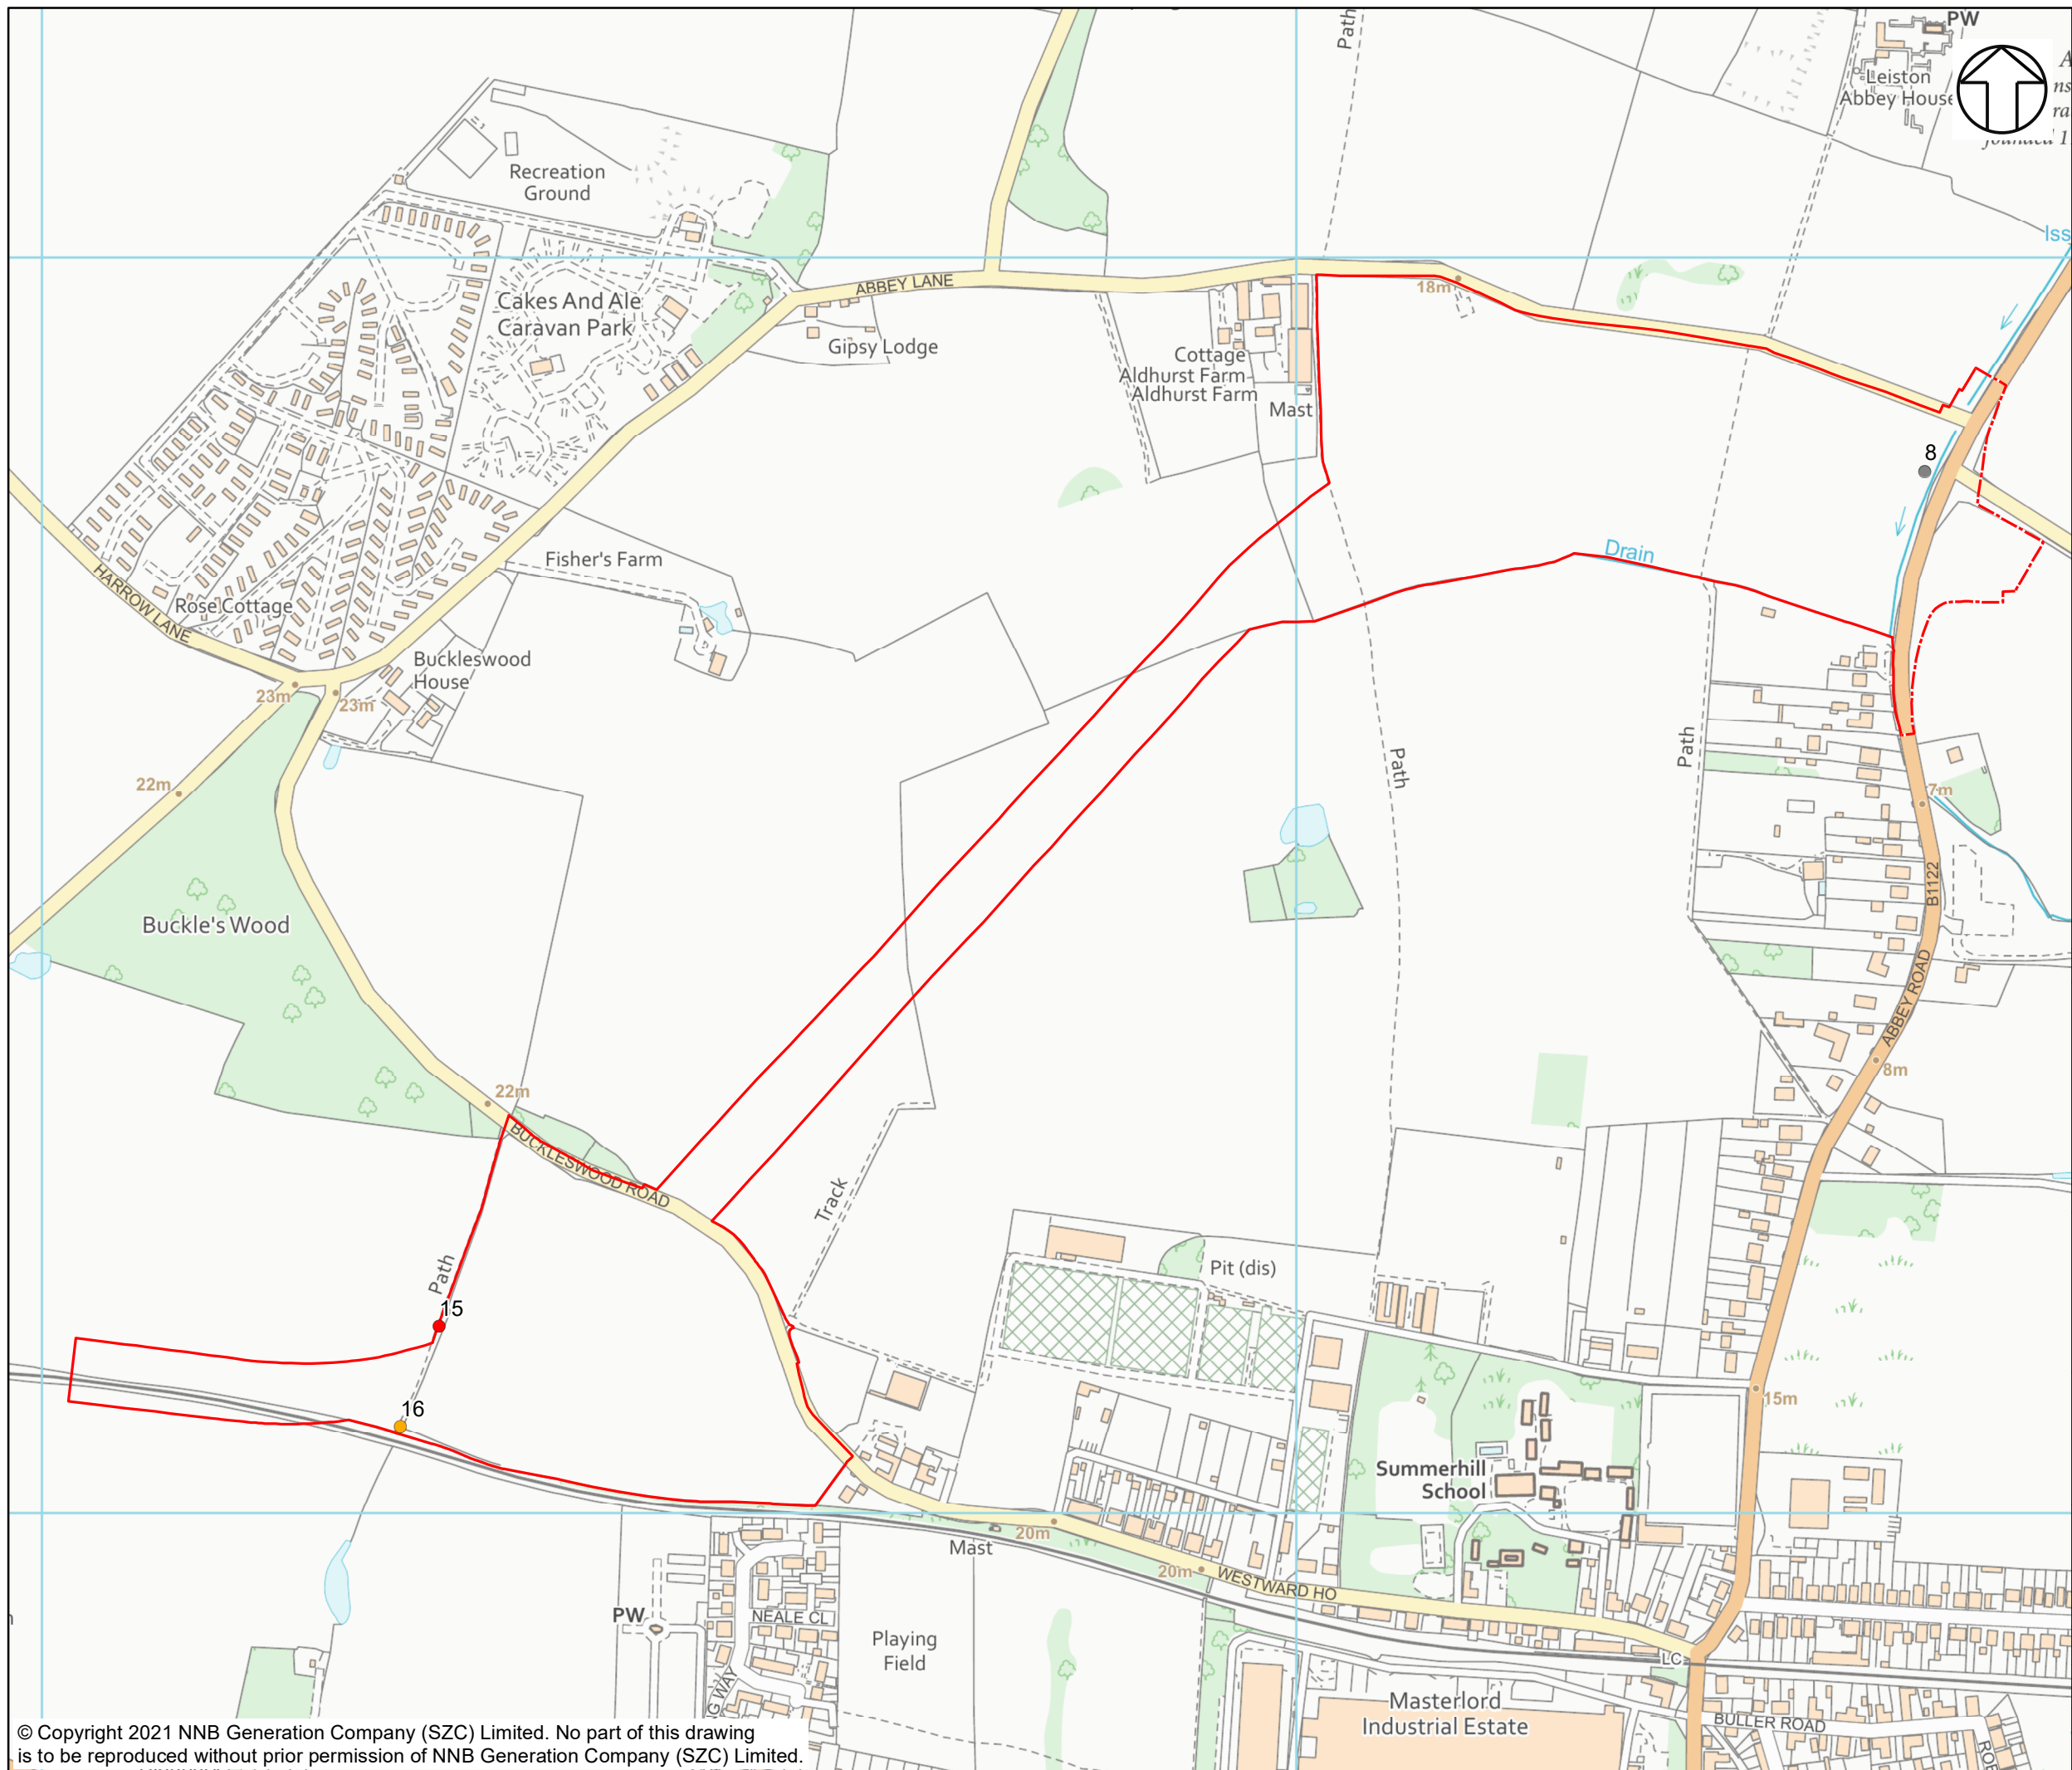 PW
Path
Leiston
Abbey House
Recreation
Ground
Iss
Cakes And Ale
Caravan Park
ABBEY LANE
18m
Gipsy Lodge
Cottage
Aldhurst Farm
Aldhurst Farm
Mast
8
Drain
Fisher's Farm
HARROW LANE
Rose Cottage
Buckleswood
House
23m
23m
22m
Path
Path
7m
B1122
Buckle's Wood
ABBEY ROAD
8m
22m
BUCKLESWOOD ROAD
Track
Path
Pit (dis)
15
16
15m
Summerhill
School
20m
Mast
20m
WESTWARD HO
NEALE CL
PW
Playing
Field
LC
Masterlord
Industrial Estate
BULLER ROAD
© Copyright 2021 NNB Generation Company (SZC) Limited. No part of this drawing
is to be reproduced without prior permission of NNB Generation Company (SZC) Limited.